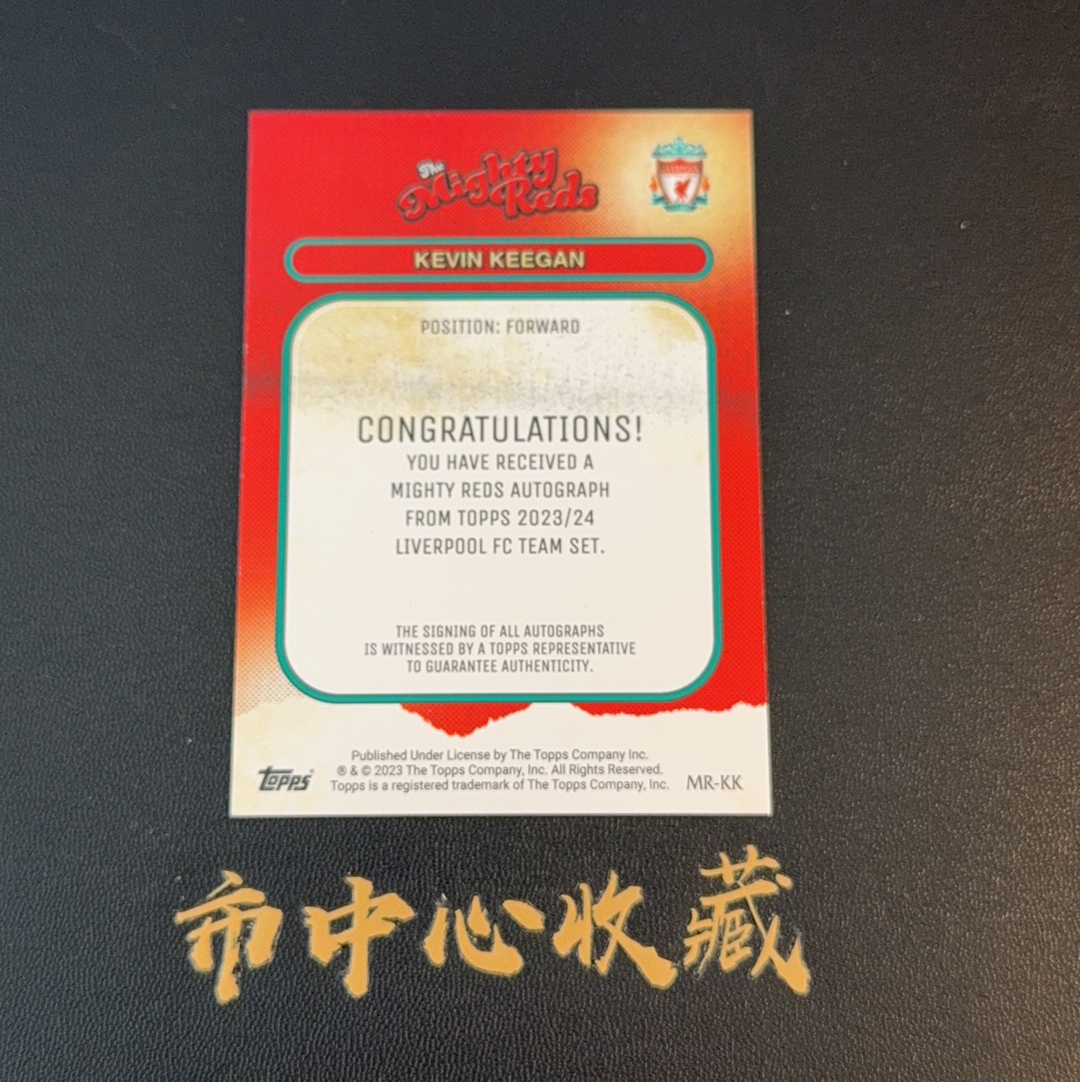 The
Mighty
Reds
KEVIN KEEGAN
POSITION: FORWARD
CONGRATULATIONS!
YOU HAVE RECEIVED A
MIGHTY REDS AUTOGRAPH
FROM TOPPS 2023/24
LIVERPOOL FC TEAM SET.
THE SIGNING OF ALL AUTOGRAPHS
IS WITNESSED BY A TOPPS REPRESENTATIVE
TO GUARANTEE AUTHENTICITY.
Published Under License by The Topps Company Inc.
® & © 2023 The Topps Company, Inc. All Rights Reserved.
Topps is a registered trademark of The Topps Company, Inc.
TOPPS
MR-KK
市中心收藏